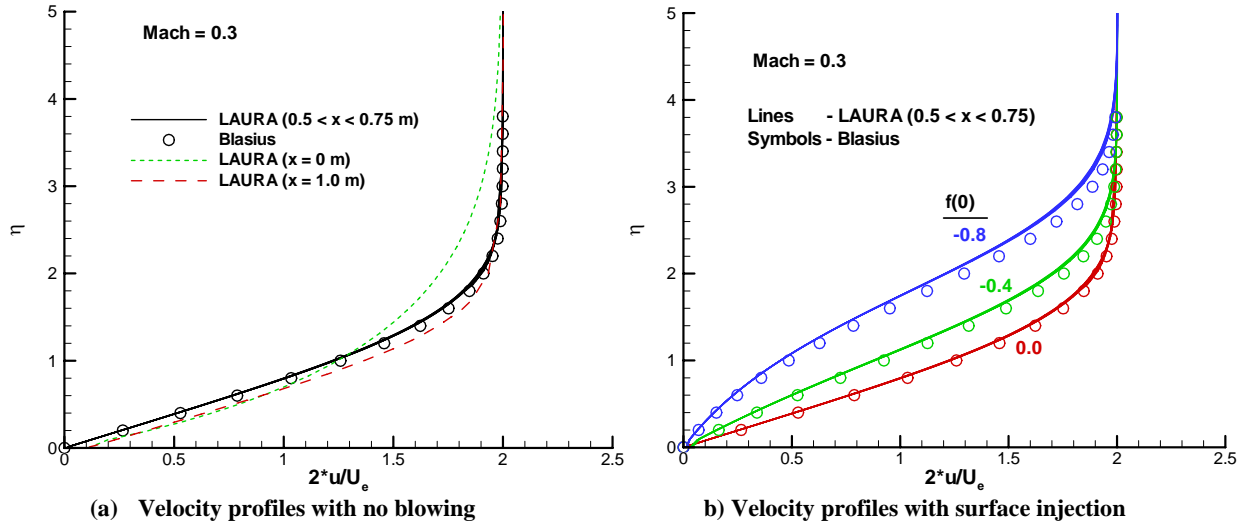 Mach = 0.3
LAURA (0.5 < x < 0.75 m)
Blasius
LAURA (x = 0 m)
LAURA (x = 1.0 m)
η
5
4
3
2
1
0
0
0.5
1
1.5
2
2.5
2*u/Ue
(a) Velocity profiles with no blowing
Mach = 0.3
Lines - LAURA (0.5 < x < 0.75)
Symbols - Blasius
f(0)
-0.8
-0.4
0.0
η
5
4
3
2
1
0
0
0.5
1
1.5
2
2.5
2*u/Ue
b) Velocity profiles with surface injection